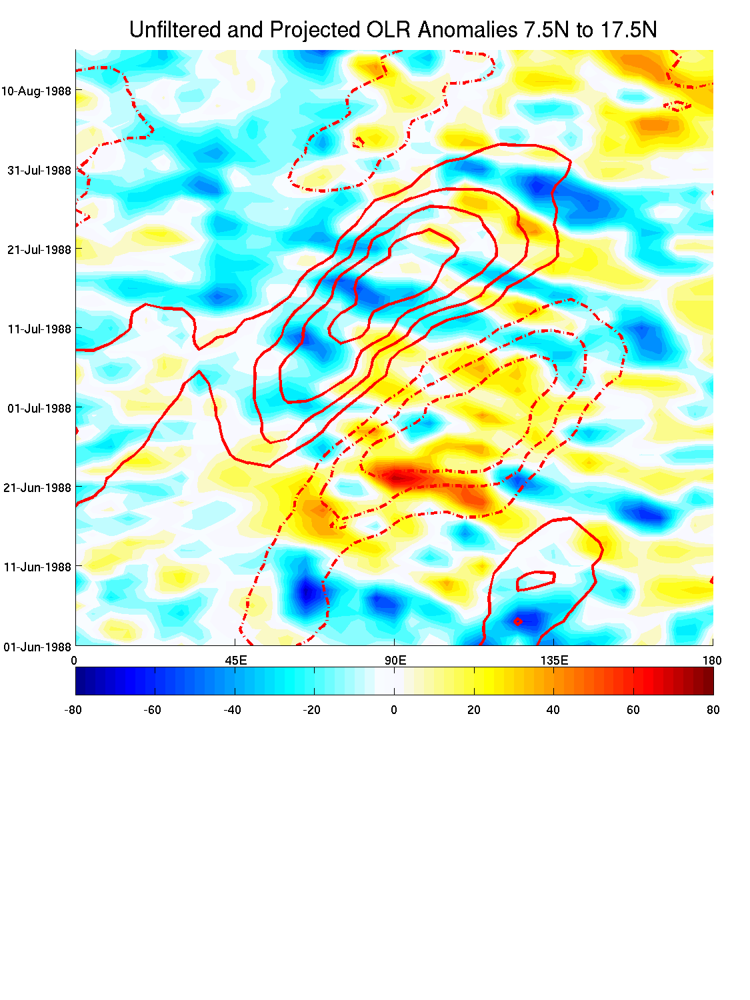 Unfiltered and Projected OLR Anomalies 7.5N to 17.5N
10-Aug-1988
31-Jul-1988
21-Jul-1988
11-Jul-1988
01-Jul-1988
21-Jun-1988
11-Jun-1988
01-Jun-1988
0 45E 90E 135E 180
-80 -60 -40 -20 0 20 40 60 80